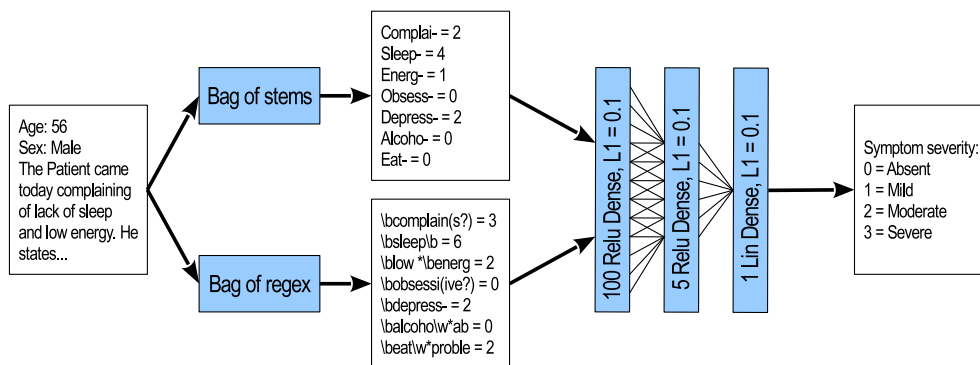 Age: 56
Sex: Male
The Patient came
today complaining
of lack of sleep
and low energy. He
states...
Bag of stems
Bag of regex
Complai- = 2
Sleep- = 4
Energ- = 1
Obsess- = 0
Depress- = 2
Alcoho- = 0
Eat- = 0
\bcomplain(s?) = 3
\bsleep\b = 6
\blow *\benerg = 2
\bobsessi(ive?) = 0
\bdepress- = 2
\balcoho\w*ab = 0
\beat\w*proble = 2
100 Relu Dense, L1 = 0.1
5 Relu Dense, L1 = 0.1
1 Lin Dense, L1 = 0.1
Symptom severity:
0 = Absent
1 = Mild
2 = Moderate
3 = Severe